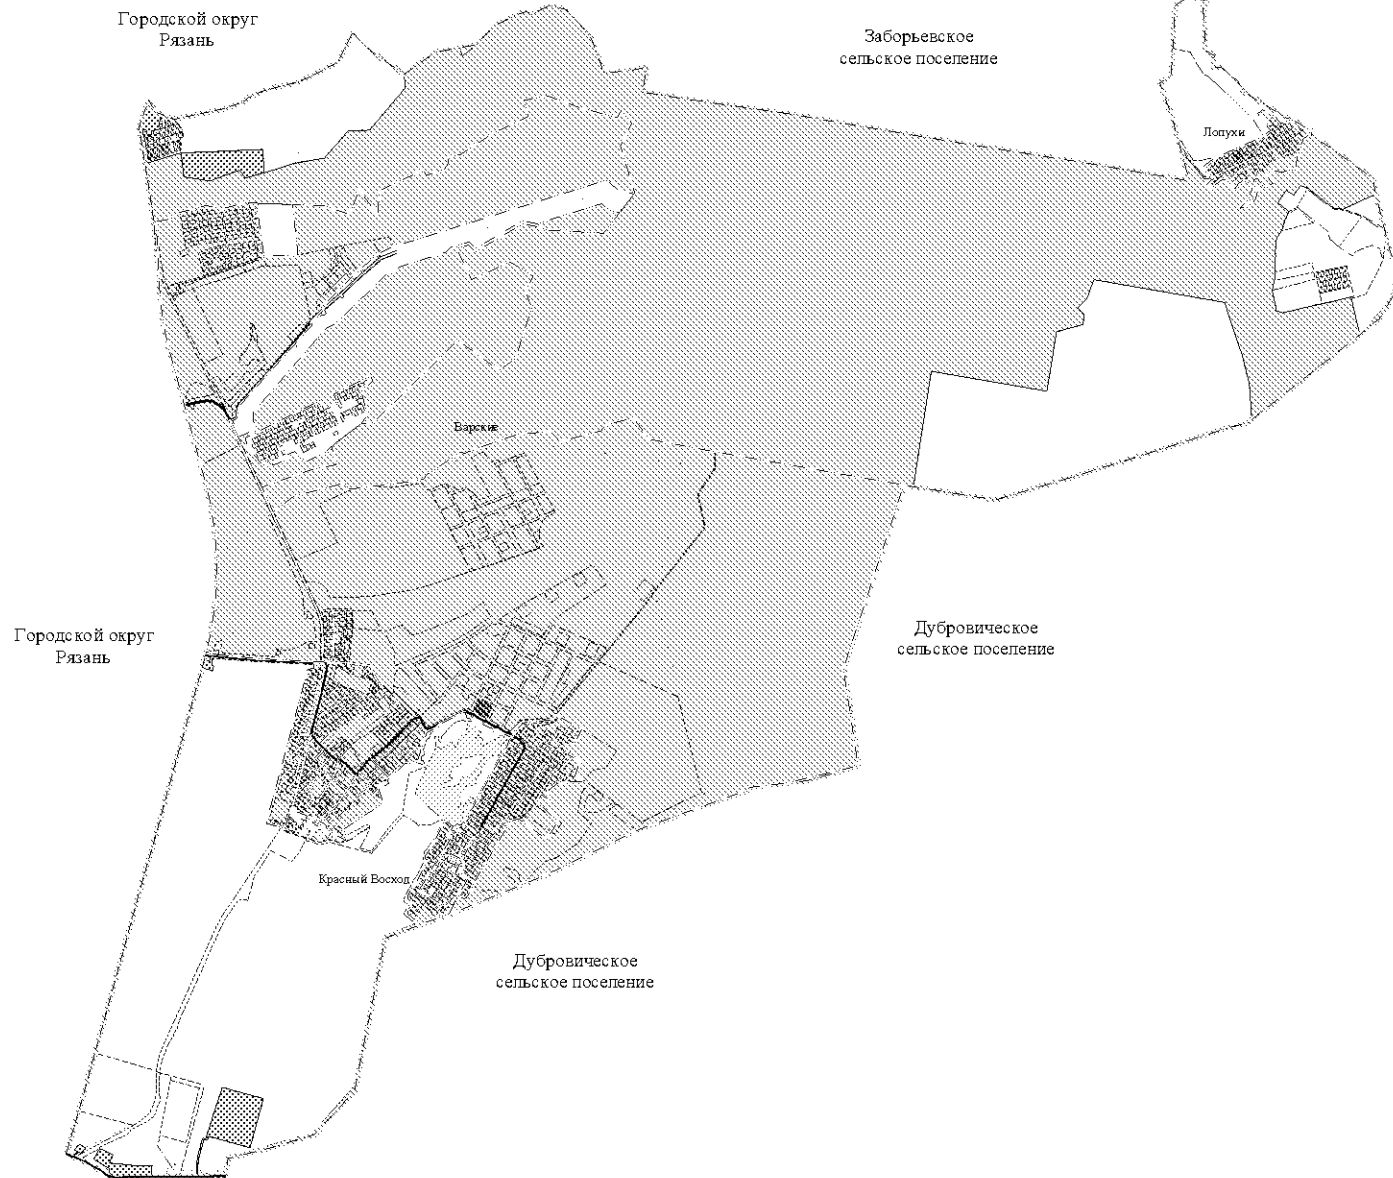 Городской округ
Рязань
Заборьевское
сельское поселение
Лопухи
Варские
Городской округ
Рязань
Дубровическое
сельское поселение
Красный Восход
Дубровическое
сельское поселение